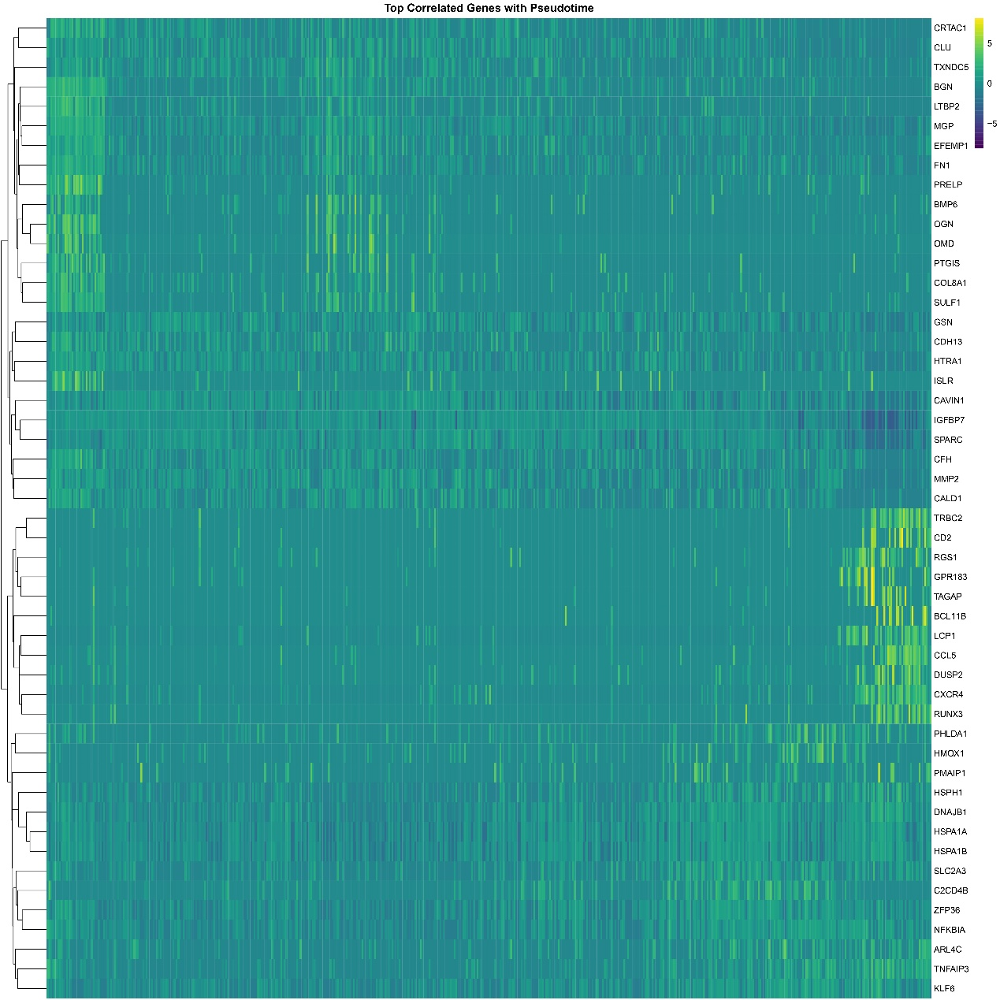 Top Correlated Genes with Pseudotime
CRTAC1
CLU
TXNDC5
BGN
LTBP2
MGP
EFEMP1
FN1
PRELP
BMP6
OGN
OMD
PTGIS
COL8A1
SULF1
GSN
CDH13
HTRA1
ISLR
CAVIN1
IGFBP7
SPARC
CFH
MMP2
CALD1
TRBC2
CD2
RGS1
GPR183
TAGAP
BCL11B
LCP1
CCL5
DUSP2
CXCR4
RUNX3
PHLDA1
HMOX1
PMAIP1
HSPH1
DNAJB1
HSPA1A
HSPA1B
SLC2A3
C2CD4B
ZFP36
NFKBIA
ARL4C
TNFAIP3
KLF6
5
0
−5